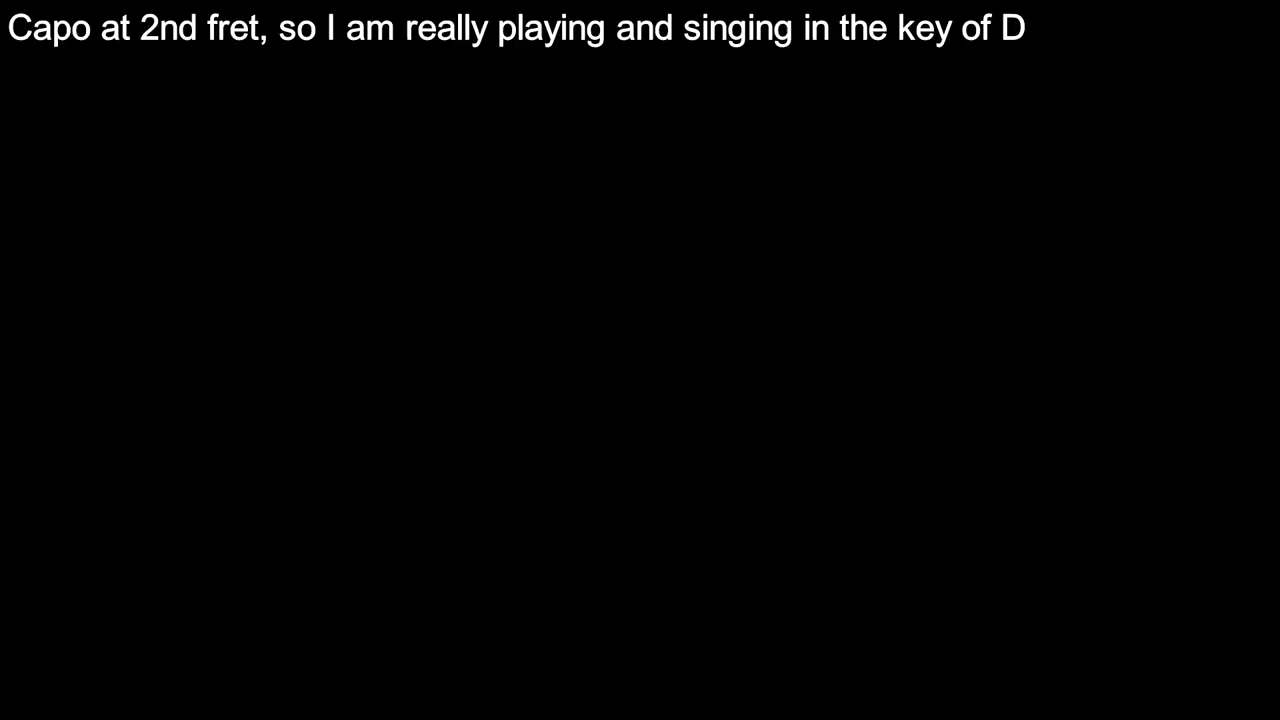 Capo at 2nd fret, so I am really playing and singing in the key of D